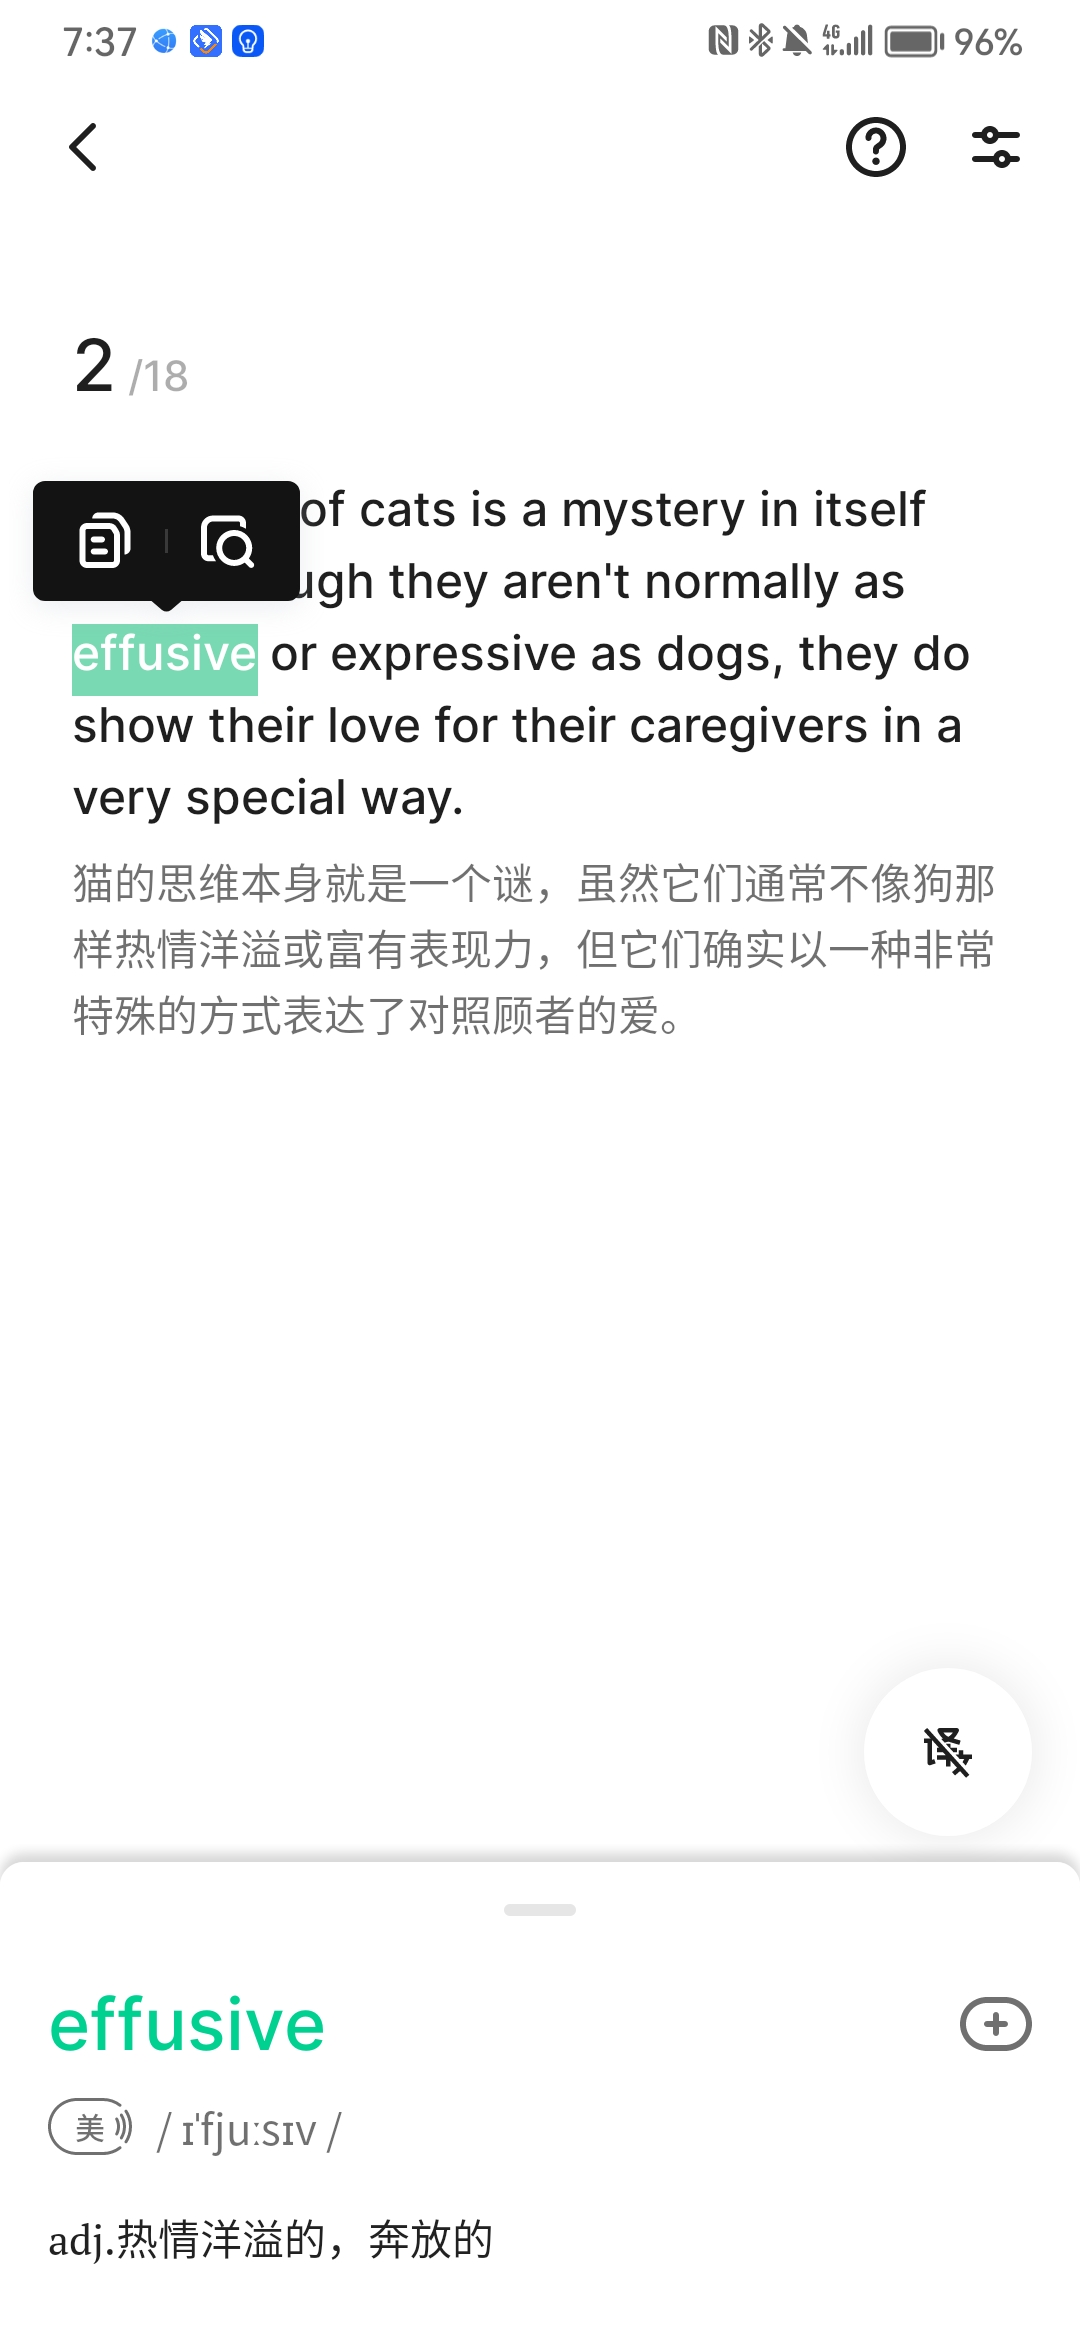 7:37
4G
96%
2 /18
of cats is a mystery in itself
ugh they aren't normally as
effusive or expressive as dogs, they do
show their love for their caregivers in a
very special way.
猫的思维本身就是一个谜，虽然它们通常不像狗那
样热情洋溢或富有表现力，但它们确实以一种非常
特殊的方式表达了对照顾者的爱。
译
effusive
美 / ɪˈfjuːsɪv /
adj.热情洋溢的，奔放的